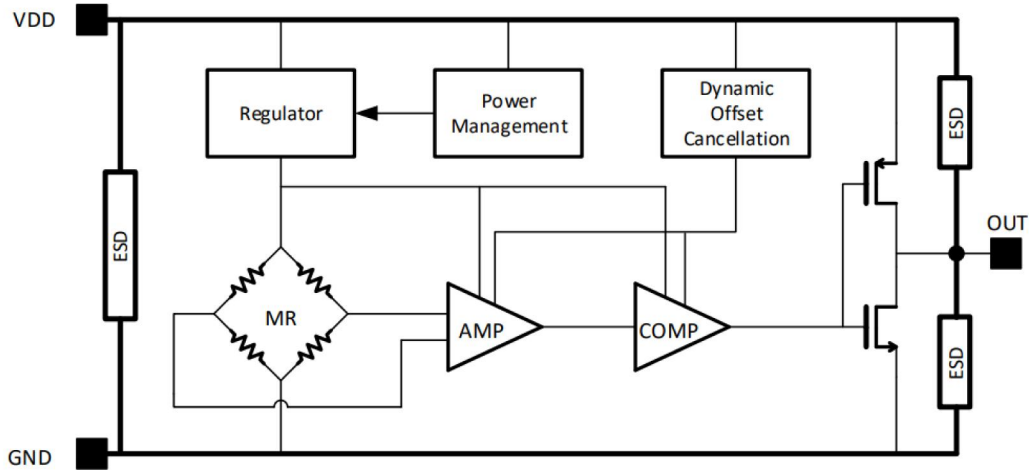 VDD
Regulator
Power
Management
Dynamic
Offset
Cancellation
ESD
ESD
OUT
MR
AMP
COMP
ESD
GND